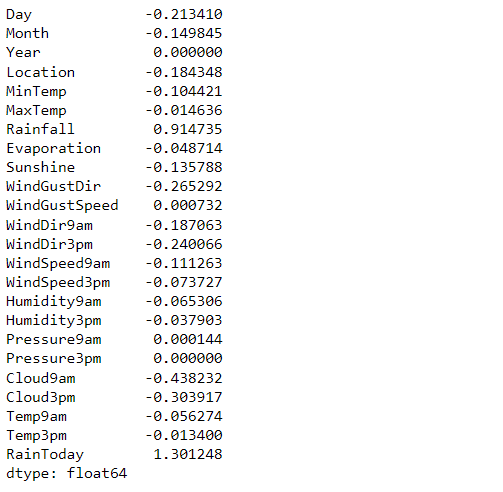 Day -0.213410
Month -0.149845
Year 0.000000
Location -0.184348
MinTemp -0.104421
MaxTemp -0.014636
Rainfall 0.914735
Evaporation -0.048714
Sunshine -0.135788
WindGustDir -0.265292
WindGustSpeed 0.000732
WindDir9am -0.187063
WindDir3pm -0.240066
WindSpeed9am -0.111263
WindSpeed3pm -0.073727
Humidity9am -0.065306
Humidity3pm -0.037903
Pressure9am 0.000144
Pressure3pm 0.000000
Cloud9am -0.438232
Cloud3pm -0.303917
Temp9am -0.056274
Temp3pm -0.013400
RainToday 1.301248
dtype: float64